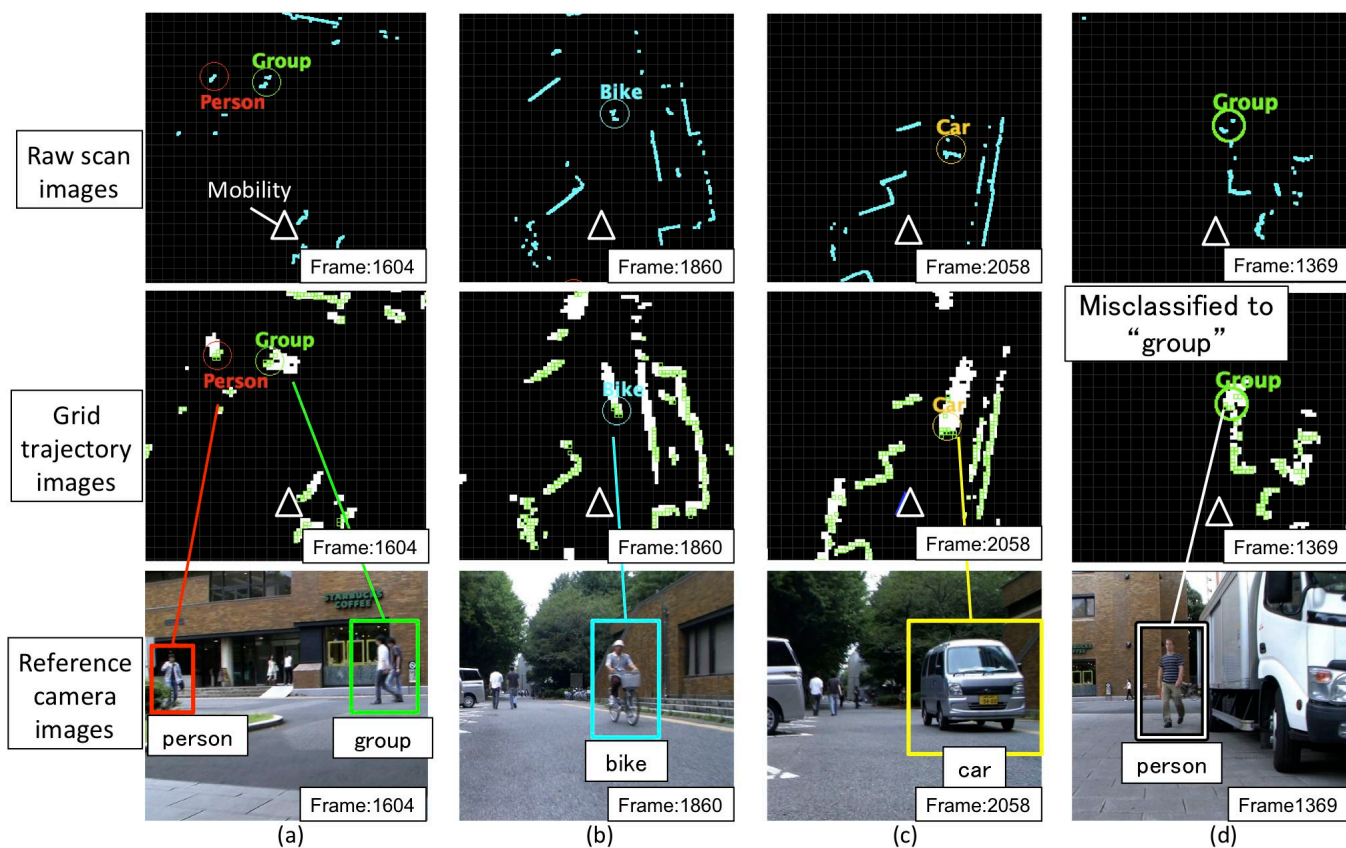 Raw scan
images
Group
Person
Mobility
Frame:1604
Bike
Frame:1860
Car
Frame:2058
Group
Frame:1369
Grid
trajectory
images
Group
Person
Frame:1604
Bike
Frame:1860
Car
Frame:2058
Misclassified to
“group”
Group
Frame:1369
Reference
camera
images
STARBUCKS
COFFEE
person
group
Frame:1604
bike
Frame:1860
car
Frame:2058
person
Frame1369
(a)
(b)
(c)
(d)